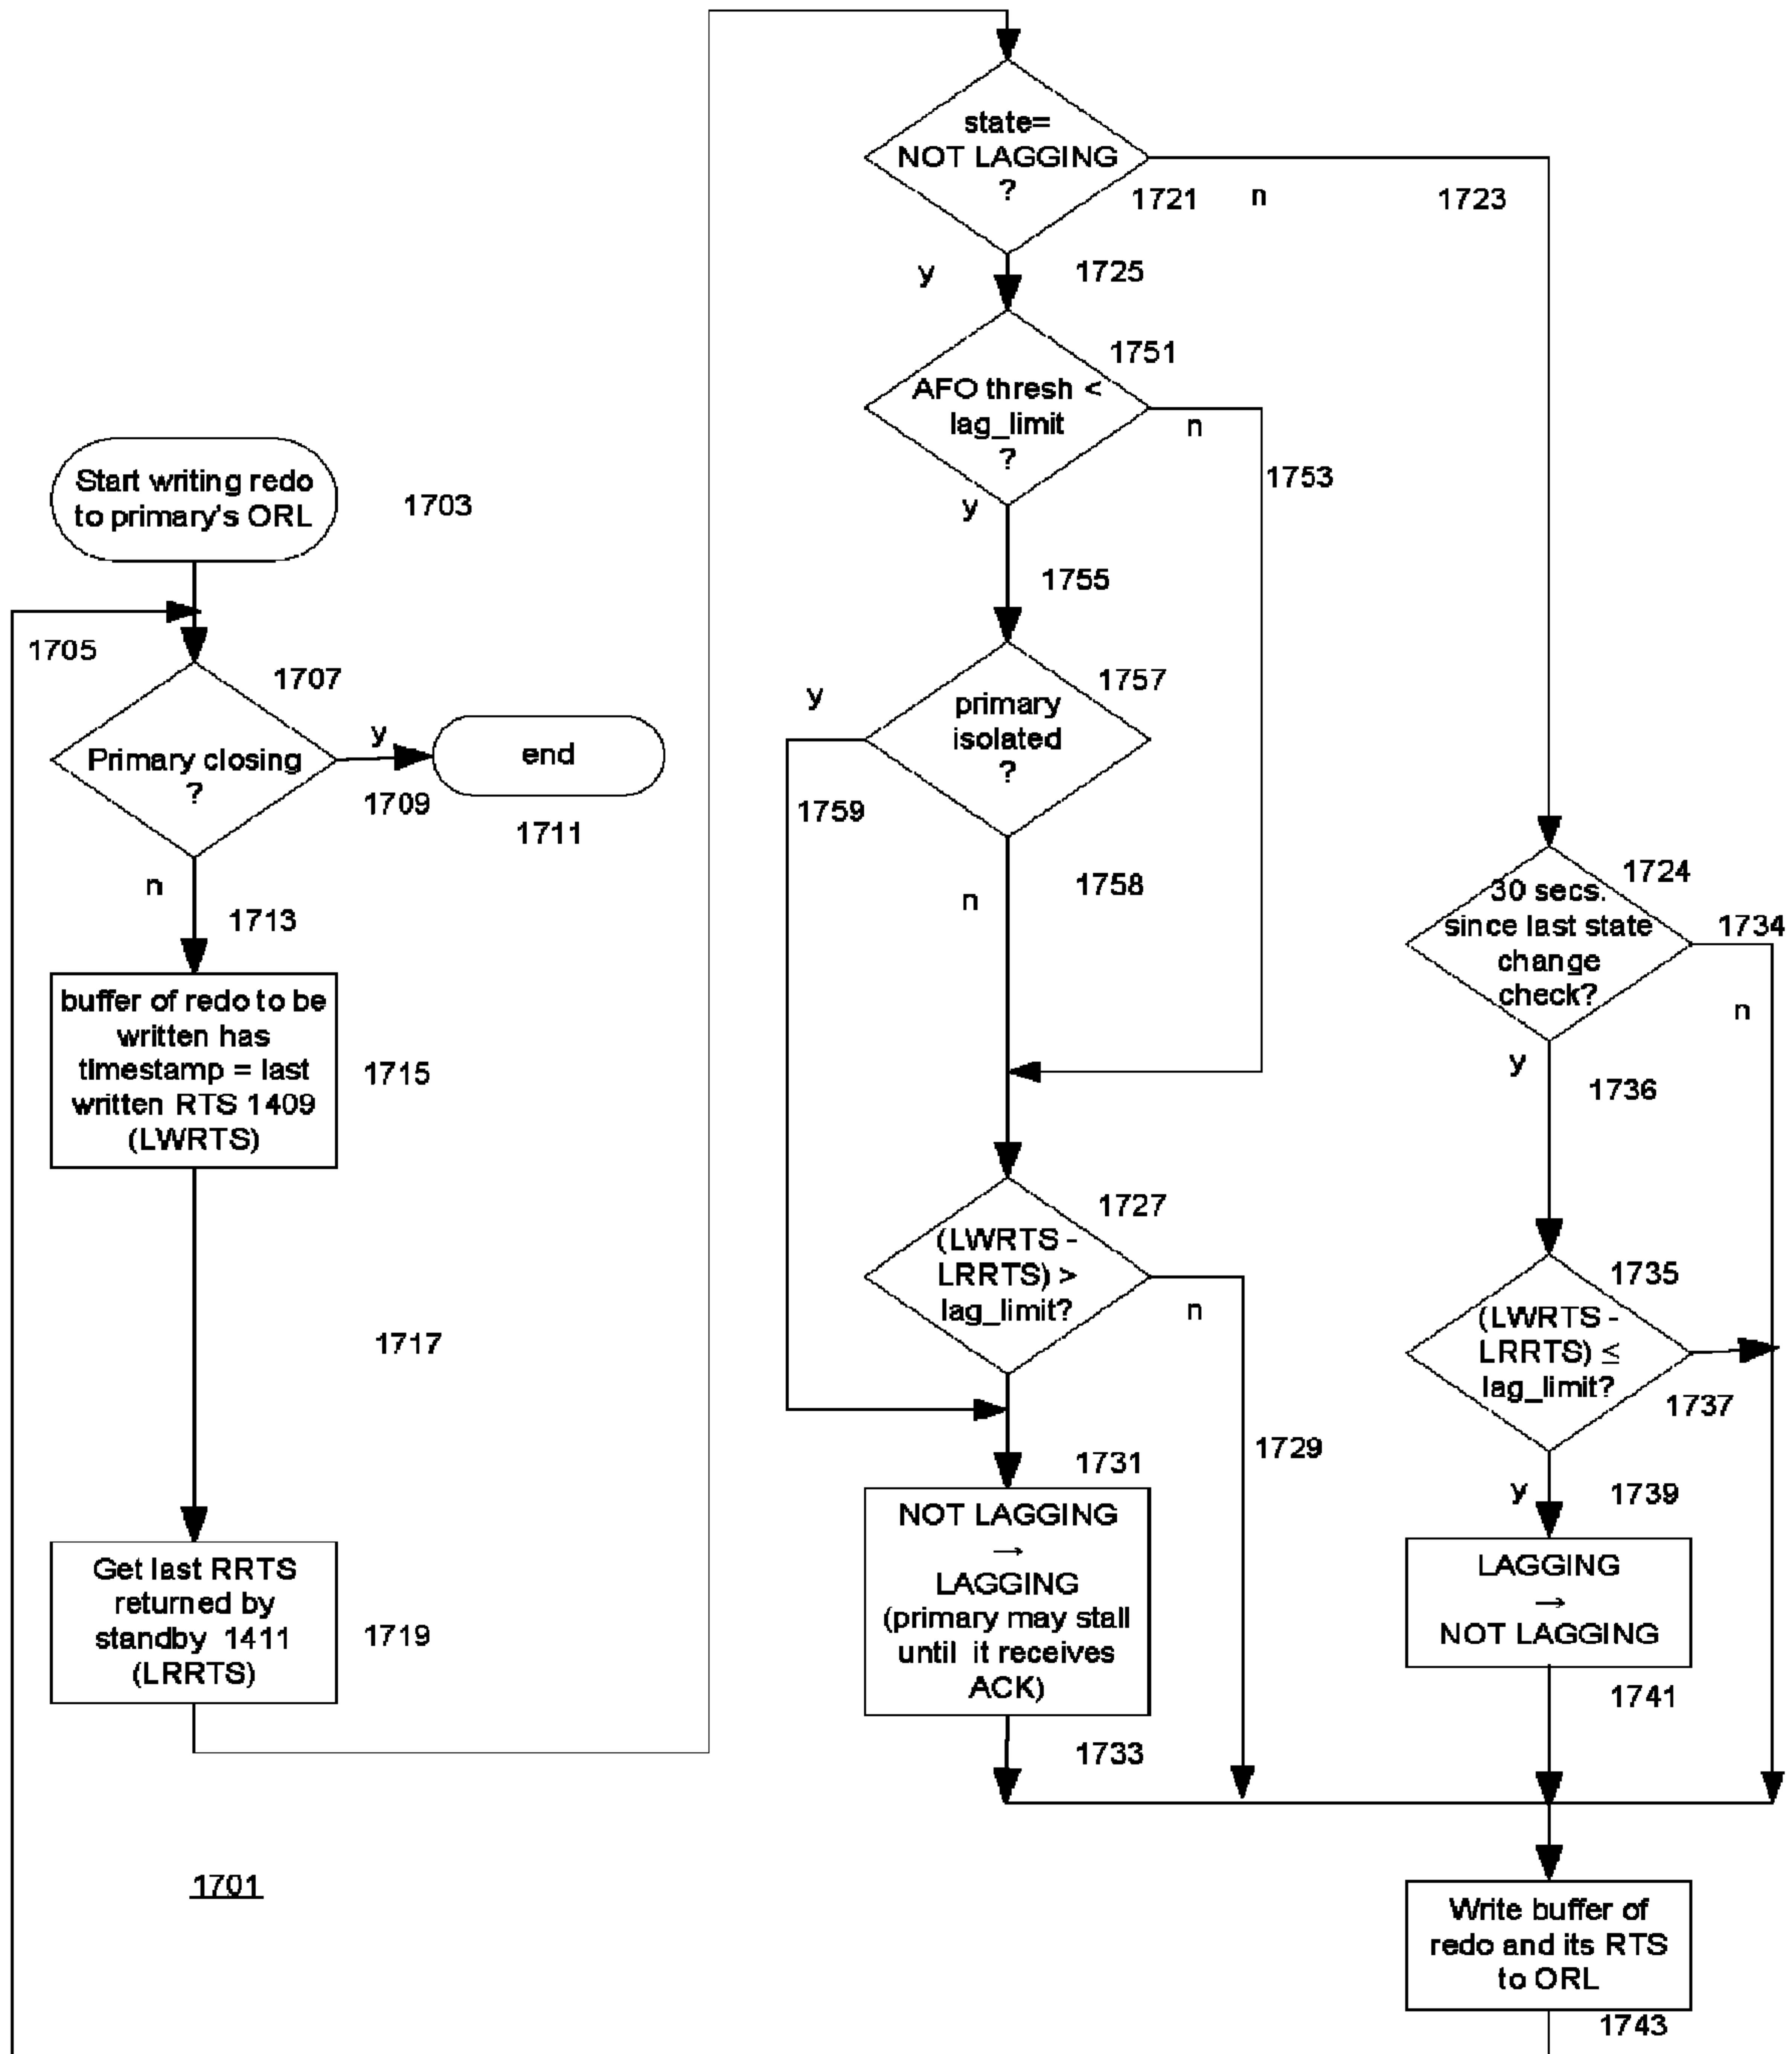 Start writing redo
to primary's ORL
1703
1705
1707
Primary closing
?
y
1709
end
1711
n
1713
buffer of redo to be
written has
timestamp = last
written RTS 1409
(LWRTS)
1715
1717
Get last RRTS
returned by
standby 1411
(LRRTS)
1719
1701
state=
NOT LAGGING
?
1721
n
1723
y
1725
1751
AFO thresh <
lag_limit
?
n
1753
y
1755
1757
primary
isolated
?
y
1759
n
1758
1727
(LWRTS -
LRRTS) >
lag_limit?
n
1729
1731
NOT LAGGING
→
LAGGING
(primary may stall
until it receives
ACK)
1733
1724
30 secs.
since last state
change
check?
1734
n
y
1736
1735
(LWRTS -
LRRTS) ≤
lag_limit?
1737
y
1739
LAGGING
→
NOT LAGGING
1741
Write buffer of
redo and its RTS
to ORL
1743